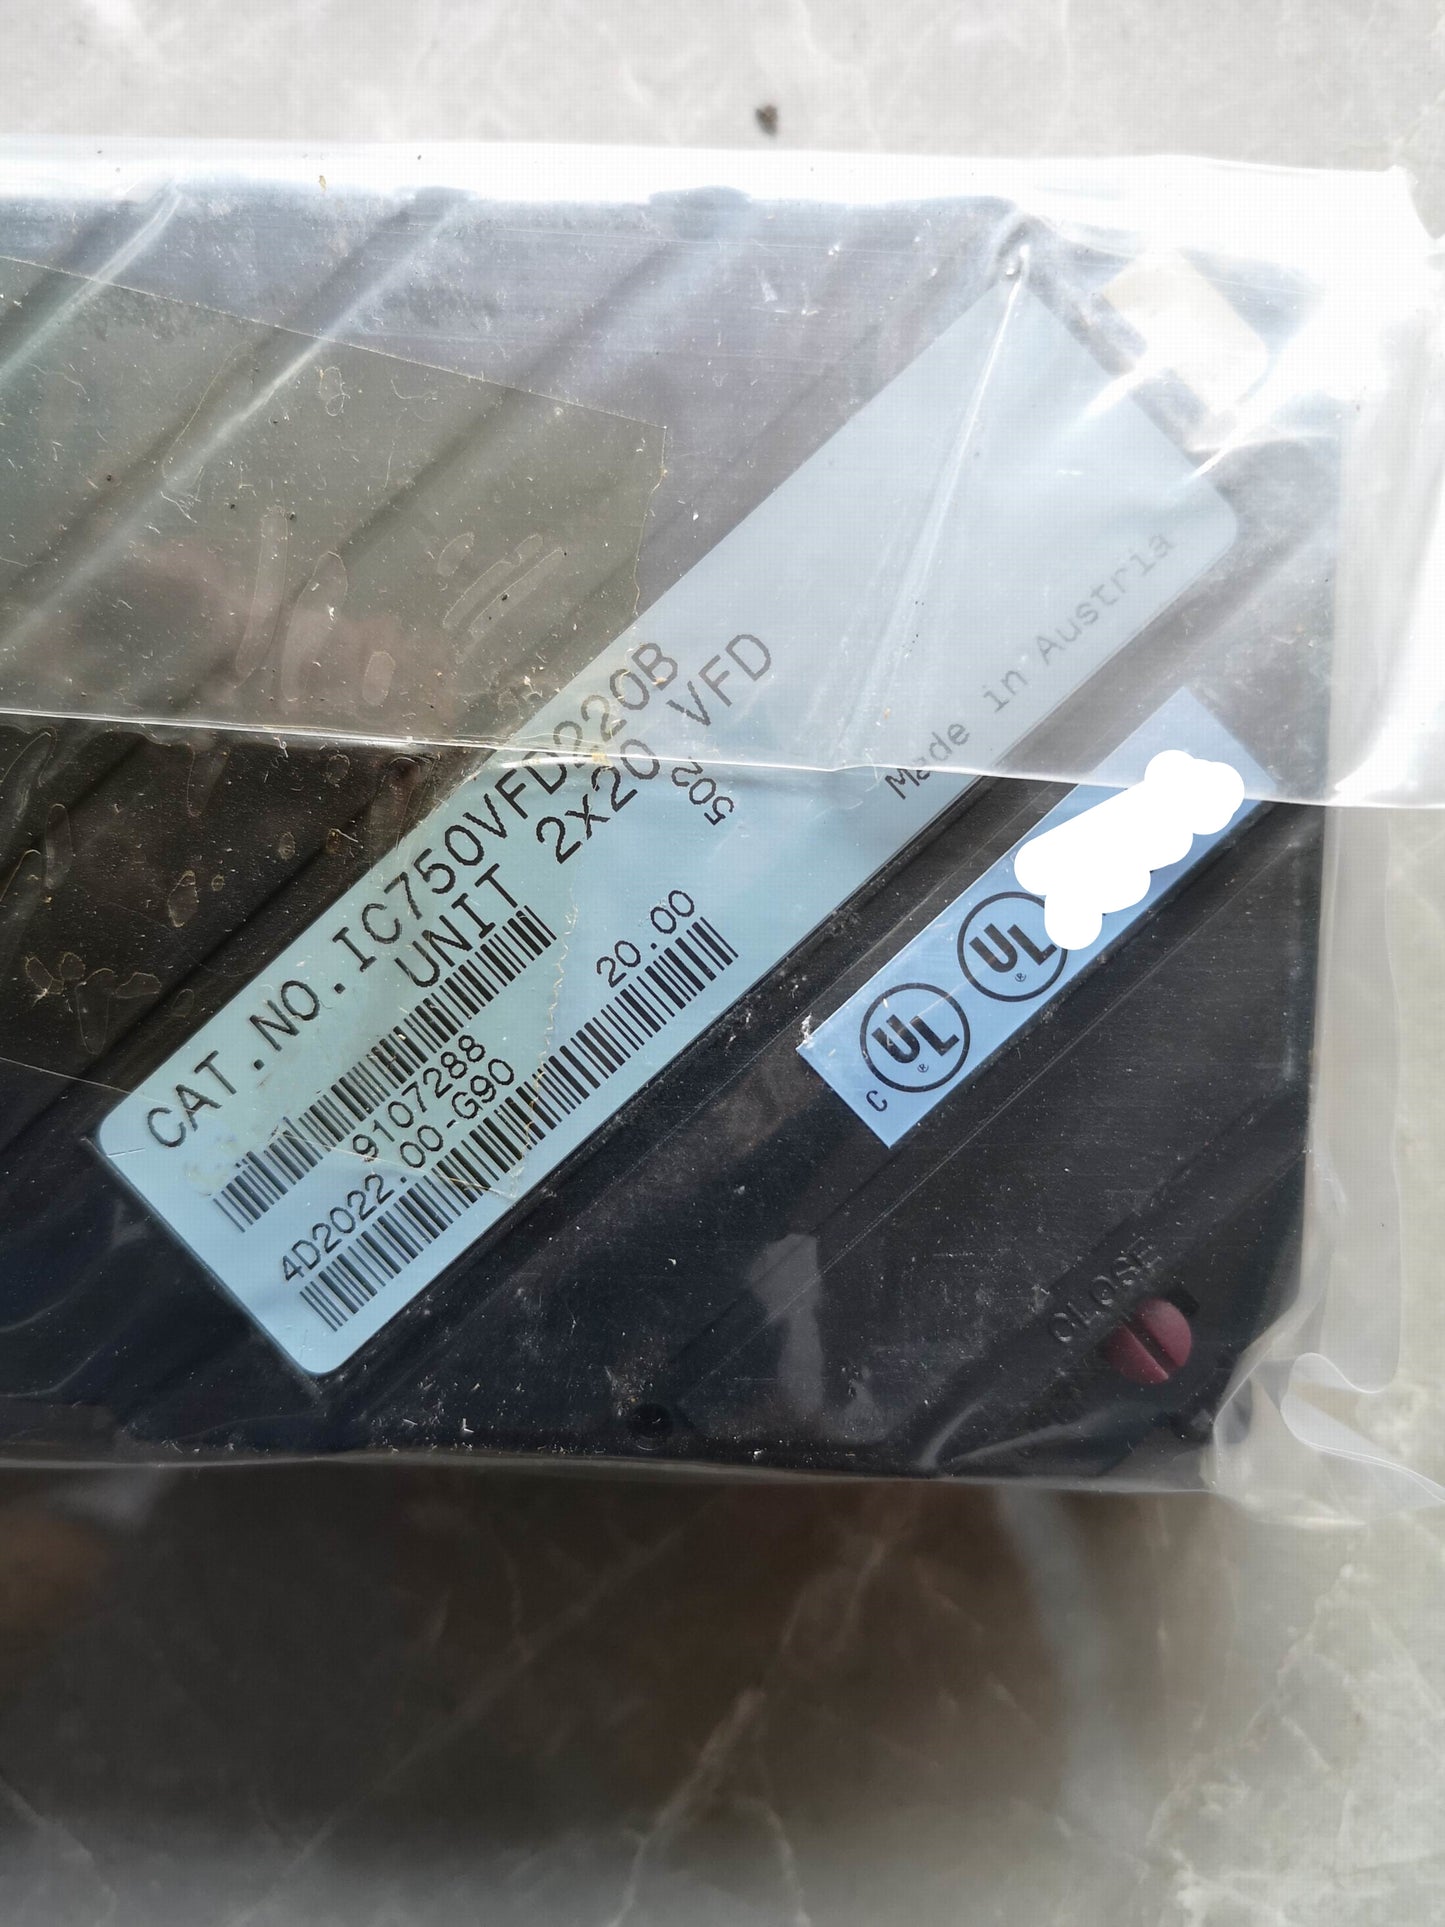 CAT.NO.IC750VFD220B
UNIT 2x20 VFD
502
9107288
20.00
4D2022.00-G90
Made in Austria
C UL ® UL ®
CLOSE